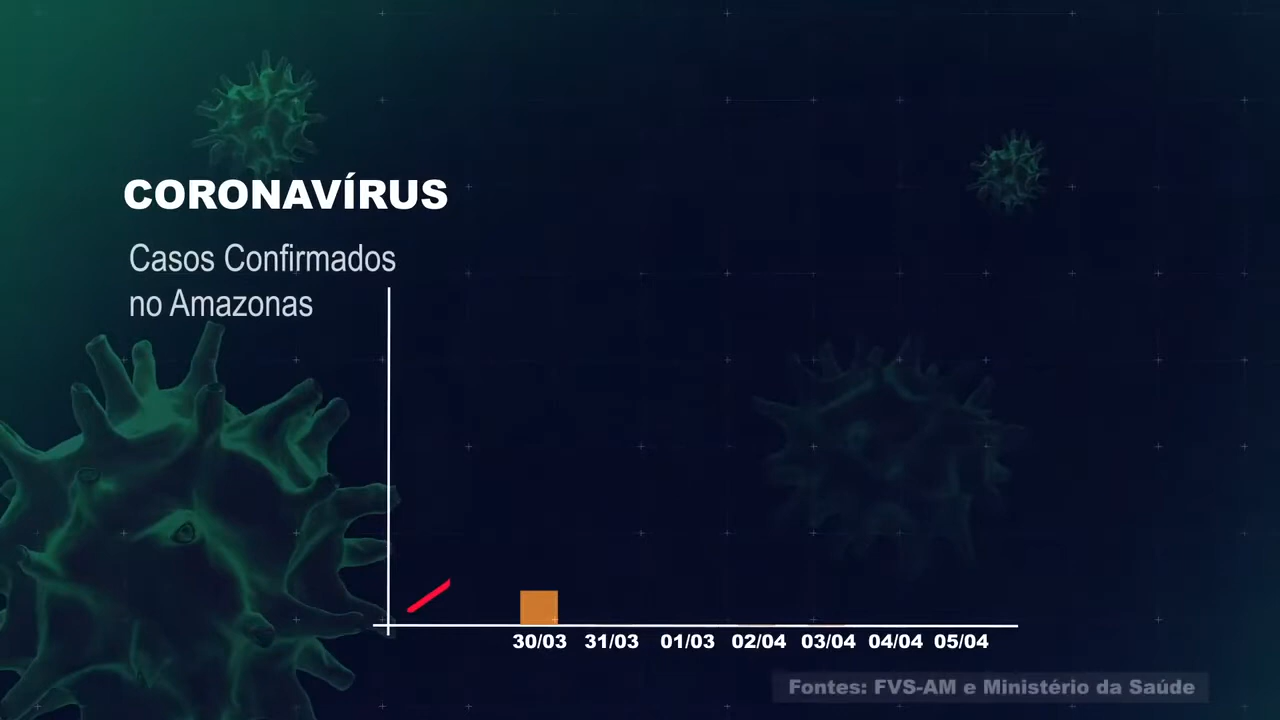 CORONAVÍRUS
Casos Confirmados
no Amazonas
30/03 31/03 01/03 02/04 03/04 04/04 05/04
Fontes: FVS-AM e Ministério da Saúde